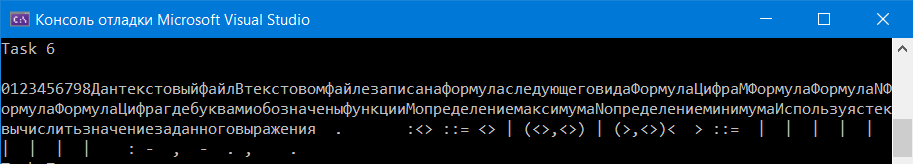 Консоль отладки Microsoft Visual Studio
Task 6
0123456798ДантекстовыйфайлВтекстовомфайлезаписанаформуласледующеговидаФормулаЦифраМФормулаФормулаNФ
ормулаФормулаЦифрагдебуквамиобозначеныфункцииМопределениемаксимумаNопределениеминимумаИспользуястек
вычислитьзначениезаданноговыражения  .       :<> ::= <> | (<>,<>) | (>,<>)<  > ::=  |  |  |  |  |
|  |  |  |    : -  ,  - . ,    .